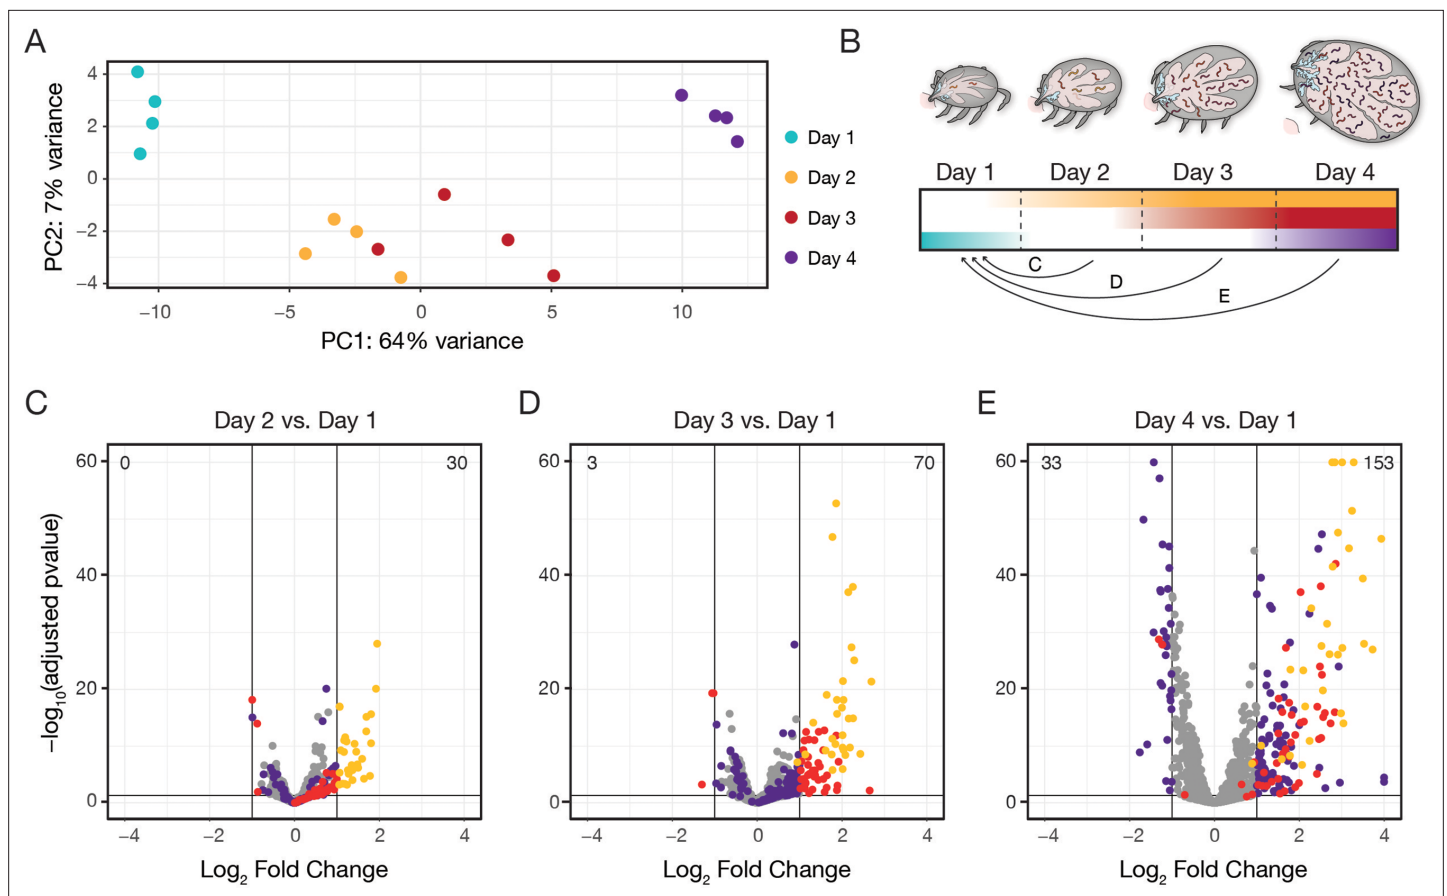 A
PC2: 7% variance
4
2
0
−2
−4
−10
−5
0
5
10
PC1: 64% variance
Day 1
Day 2
Day 3
Day 4
B
Day 1
Day 2
Day 3
Day 4
C
D
E
C
Day 2 vs. Day 1
−log10(adjusted pvalue)
60
40
20
0
0
30
−4
−2
0
2
4
Log2 Fold Change
D
Day 3 vs. Day 1
60
40
20
0
3
70
−4
−2
0
2
4
Log2 Fold Change
E
Day 4 vs. Day 1
60
40
20
0
33
153
−4
−2
0
2
4
Log2 Fold Change